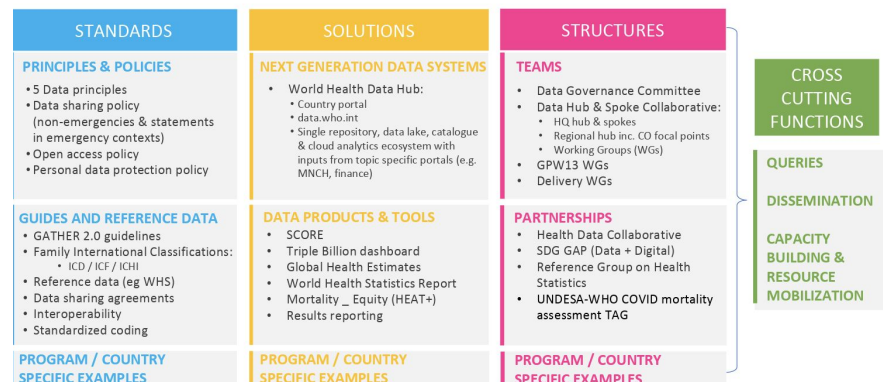 STANDARDS
PRINCIPLES & POLICIES
• 5 Data principles
• Data sharing policy
(non-emergencies & statements
in emergency contexts)
• Open access policy
• Personal data protection policy
GUIDES AND REFERENCE DATA
• GATHER 2.0 guidelines
• Family International Classifications:
• ICD / ICF / ICHI
• Reference data (eg WHS)
• Data sharing agreements
• Interoperability
• Standardized coding
PROGRAM / COUNTRY
SPECIFIC EXAMPLES
SOLUTIONS
NEXT GENERATION DATA SYSTEMS
• World Health Data Hub:
• Country portal
• data.who.int
• Single repository, data lake, catalogue
& cloud analytics ecosystem with
inputs from topic specific portals (e.g.
MNCH, finance)
DATA PRODUCTS & TOOLS
• SCORE
• Triple Billion dashboard
• Global Health Estimates
• World Health Statistics Report
• Mortality _ Equity (HEAT+)
• Results reporting
PROGRAM / COUNTRY
SPECIFIC EXAMPLES
STRUCTURES
TEAMS
• Data Governance Committee
• Data Hub & Spoke Collaborative:
• HQ hub & spokes
• Regional hub inc. CO focal points
• Working Groups (WGs)
• GPW13 WGs
• Delivery WGs
PARTNERSHIPS
• Health Data Collaborative
• SDG GAP (Data + Digital)
• Reference Group on Health
Statistics
• UNDESA-WHO COVID mortality
assessment TAG
PROGRAM / COUNTRY
SPECIFIC EXAMPLES
CROSS
CUTTING
FUNCTIONS
QUERIES
DISSEMINATION
CAPACITY
BUILDING &
RESOURCE
MOBILIZATION